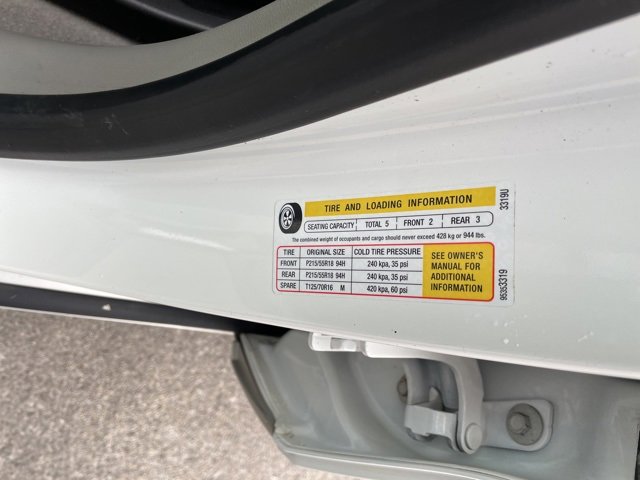 TIRE AND LOADING INFORMATION
SEATING CAPACITY TOTAL 5 FRONT 2 REAR 3
The combined weight of occupants and cargo should never exceed 428 kg or 944 lbs.
TIRE ORIGINAL SIZE COLD TIRE PRESSURE
FRONT P215/55R18 94H 240 kpa, 35 psi
REAR P215/55R18 94H 240 kpa, 35 psi
SPARE T125/70R16 M 420 kpa, 60 psi
SEE OWNER'S
MANUAL FOR
ADDITIONAL
INFORMATION
3319U
95353319